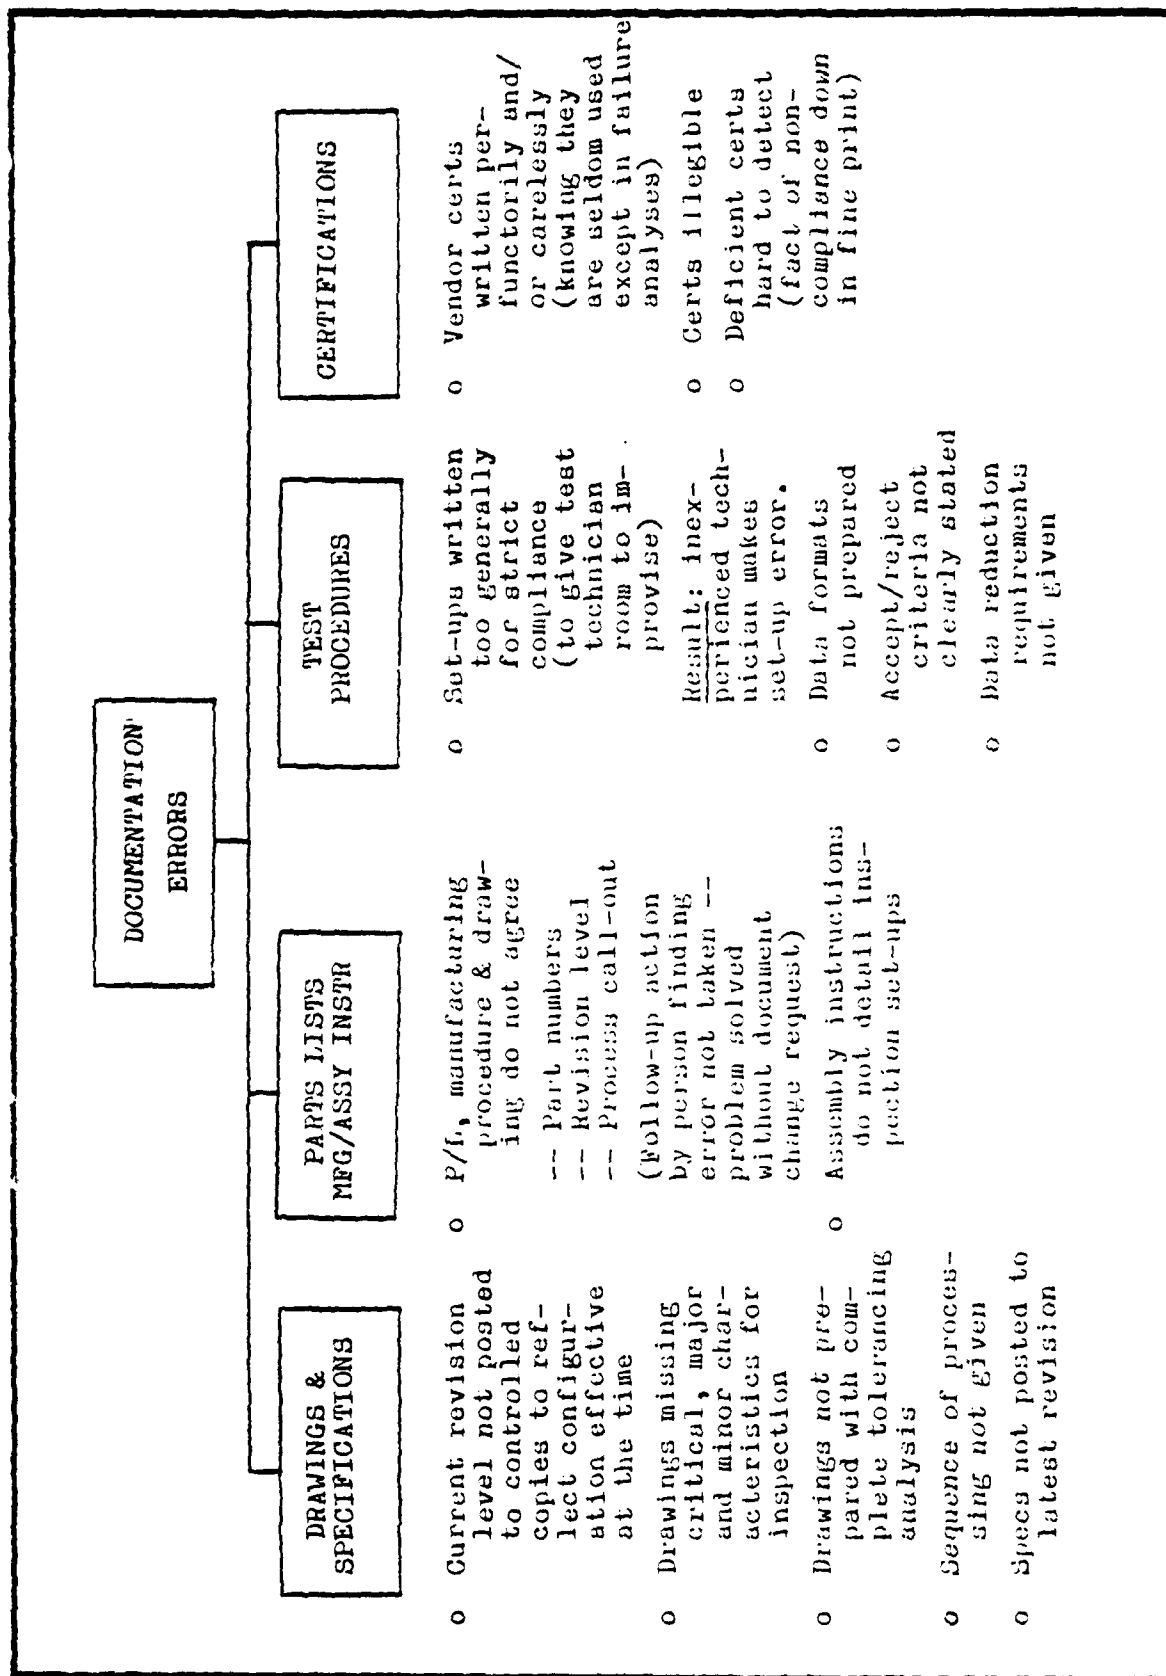 DOCUMENTATION
ERRORS
DRAWINGS &
SPECIFICATIONS
o Current revision
level not posted
to controlled
copies to ref-
lect configur-
ation effective
at the time
o Drawings missing
critical, major
and minor char-
acteristics for
inspection
o Drawings not pre-
pared with com-
plete tolerancing
analysis
o Sequence of proces-
sing not given
o Specs not posted to
latest revision
PARTS LISTS
MFG/ASSY INSTR
o P/L, manufacturing
procedure & draw-
ing do not agree
-- Part numbers
-- Revision level
-- Process call-out
(Follow-up action
by person finding
error not taken --
problem solved
without document
change request)
o Assembly instructions
do not detail ins-
pection set-ups
TEST
PROCEDURES
o Set-ups written
too generally
for strict
compliance
(to give test
technician
room to im-
provise)
Result: inex-
perienced tech-
nician makes
set-up error.
o Data formats
not prepared
o Accept/reject
criteria not
clearly stated
o Data reduction
requirements
not given
CERTIFICATIONS
o Vendor certs
written per-
functorily and/
or carelessly
(knowing they
are seldom used
except in failure
analyses)
o Certs illegible
o Deficient certs
hard to detect
(fact of non-
compliance down
in fine print)